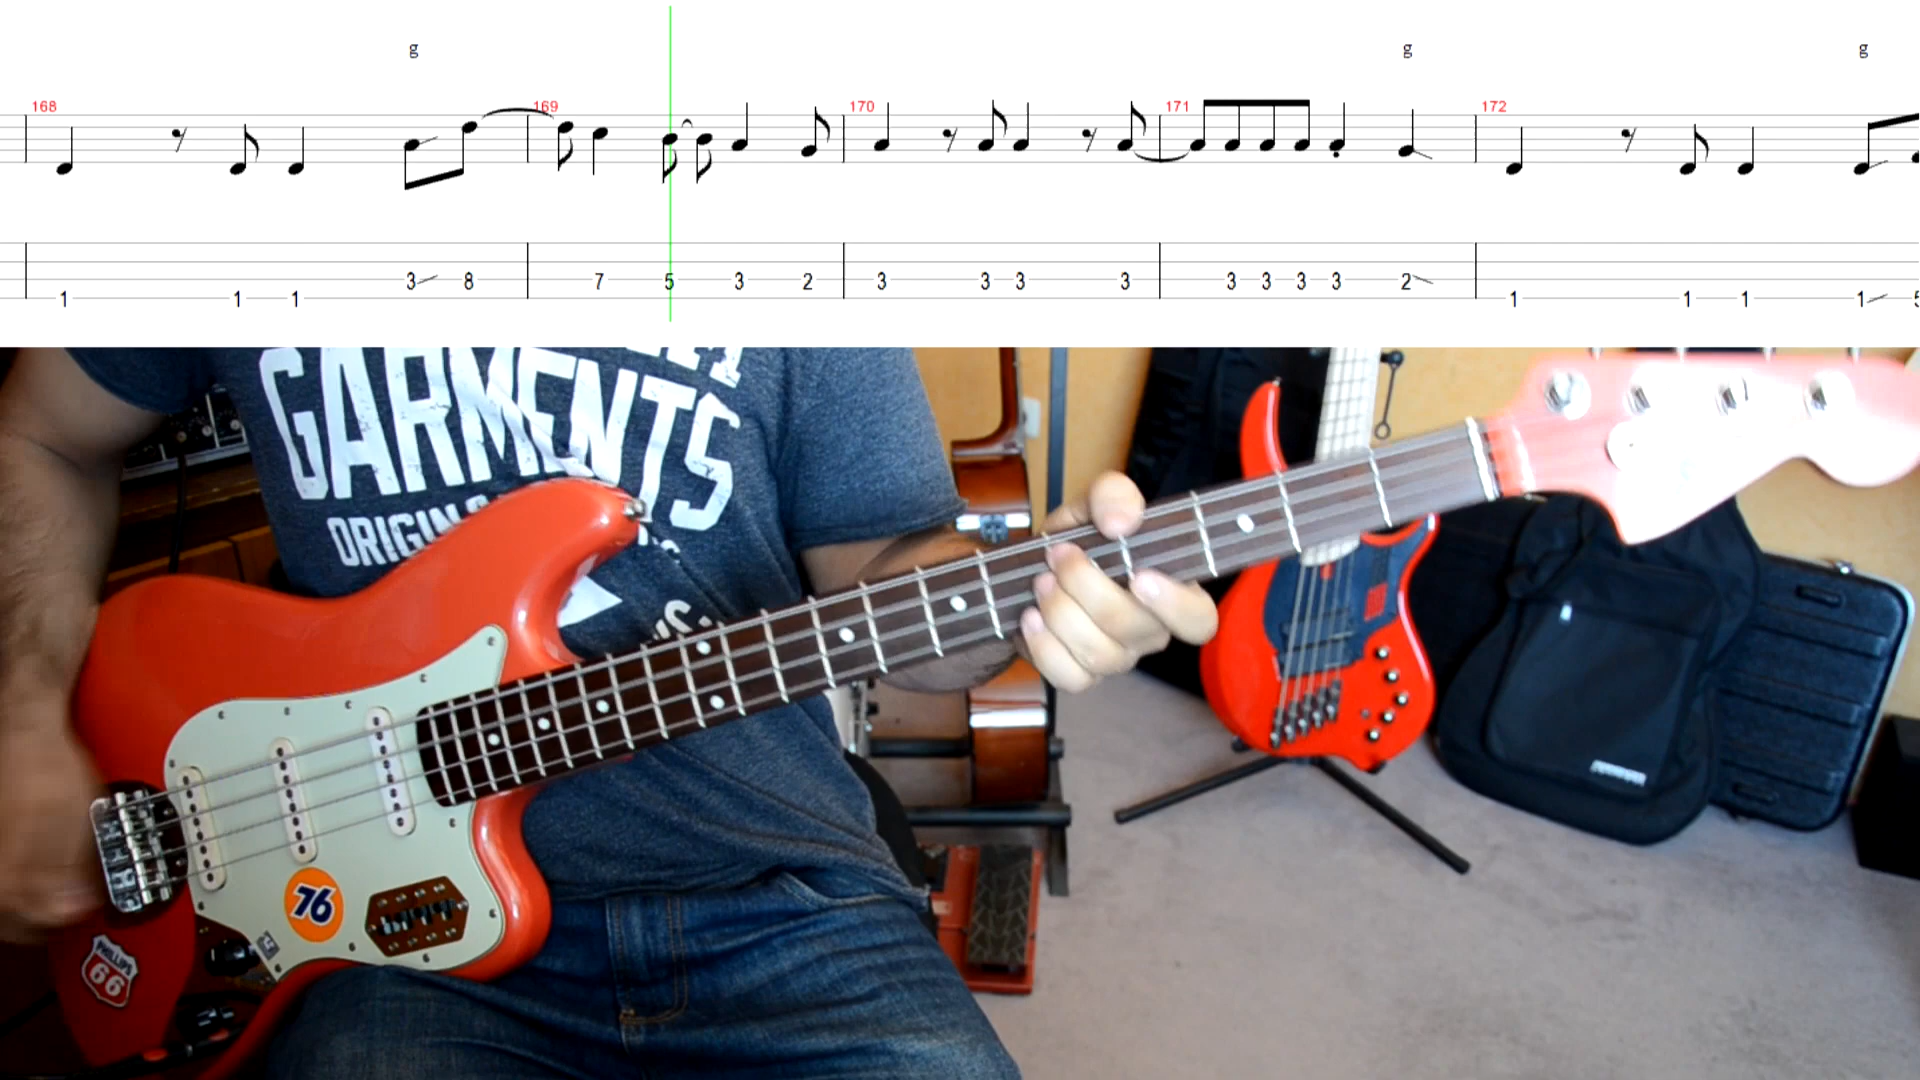 g g g
168 169 170 171 172
3 8 7 5 3 2 3 3 3 3 3 3 3 3 2
1 1 1 1 1 1 1
GARMENTS
ORIGIN
76
PHILLIPS
66